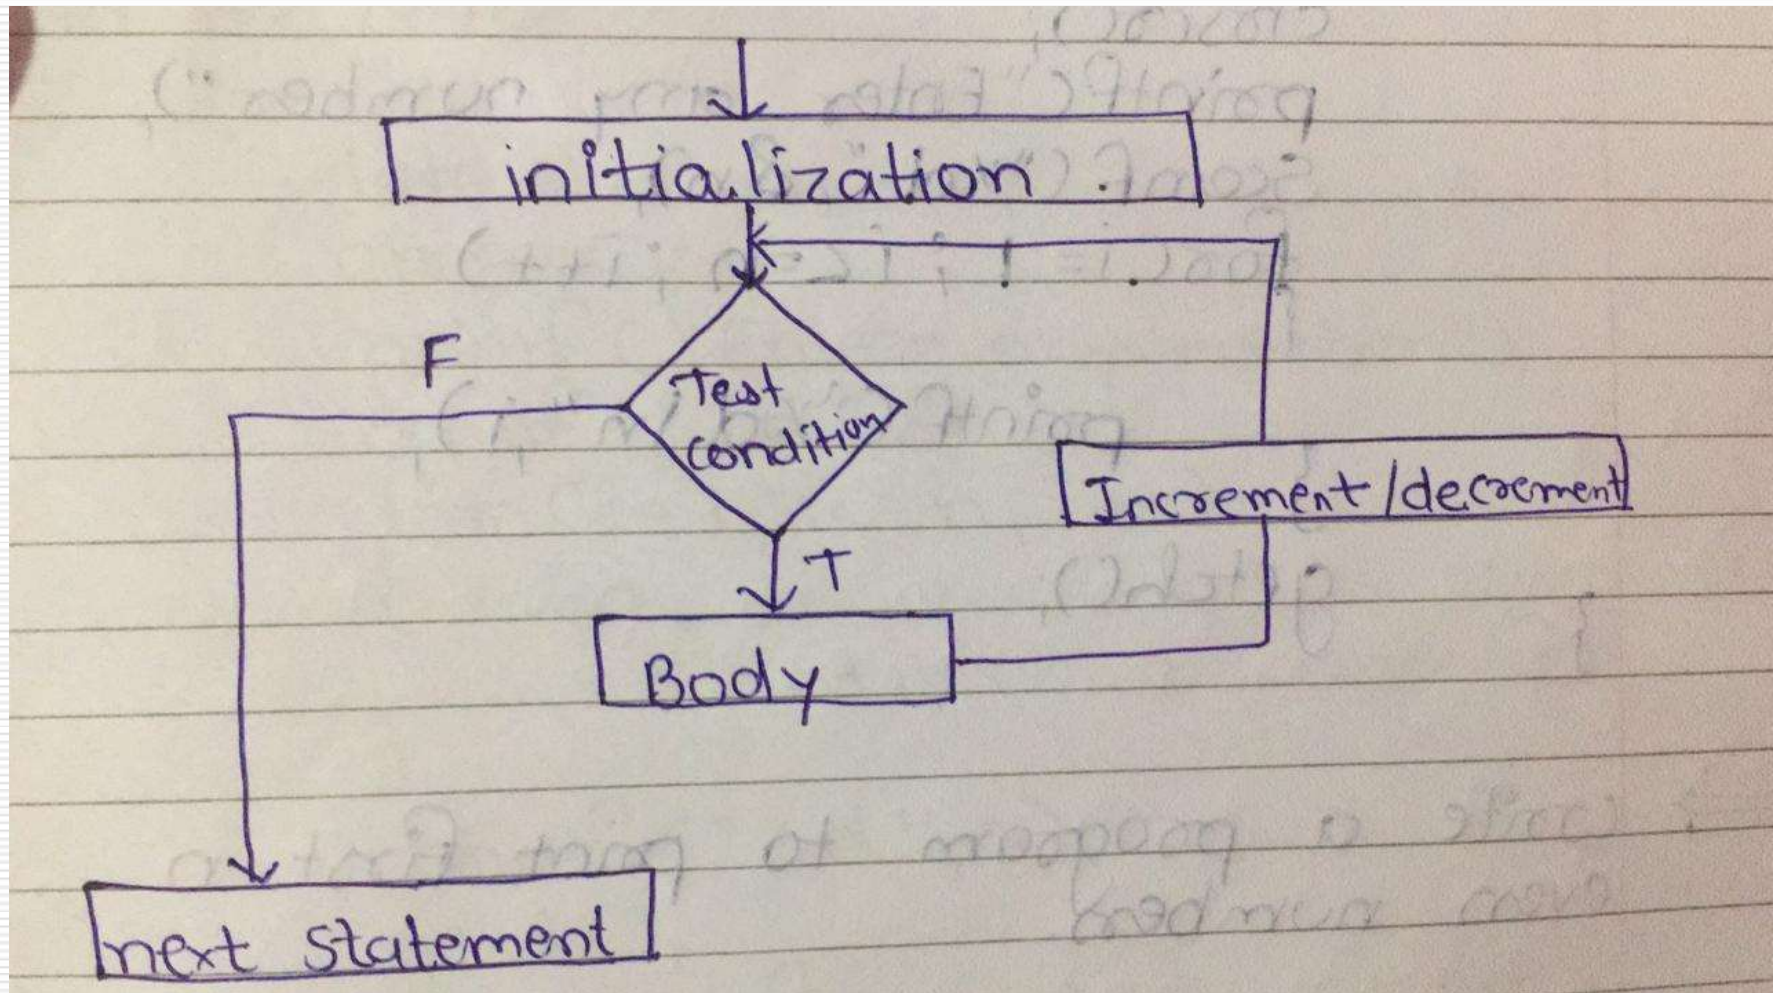 initialization
F
Test
condition
Increment/decrement
T
Body
next statement